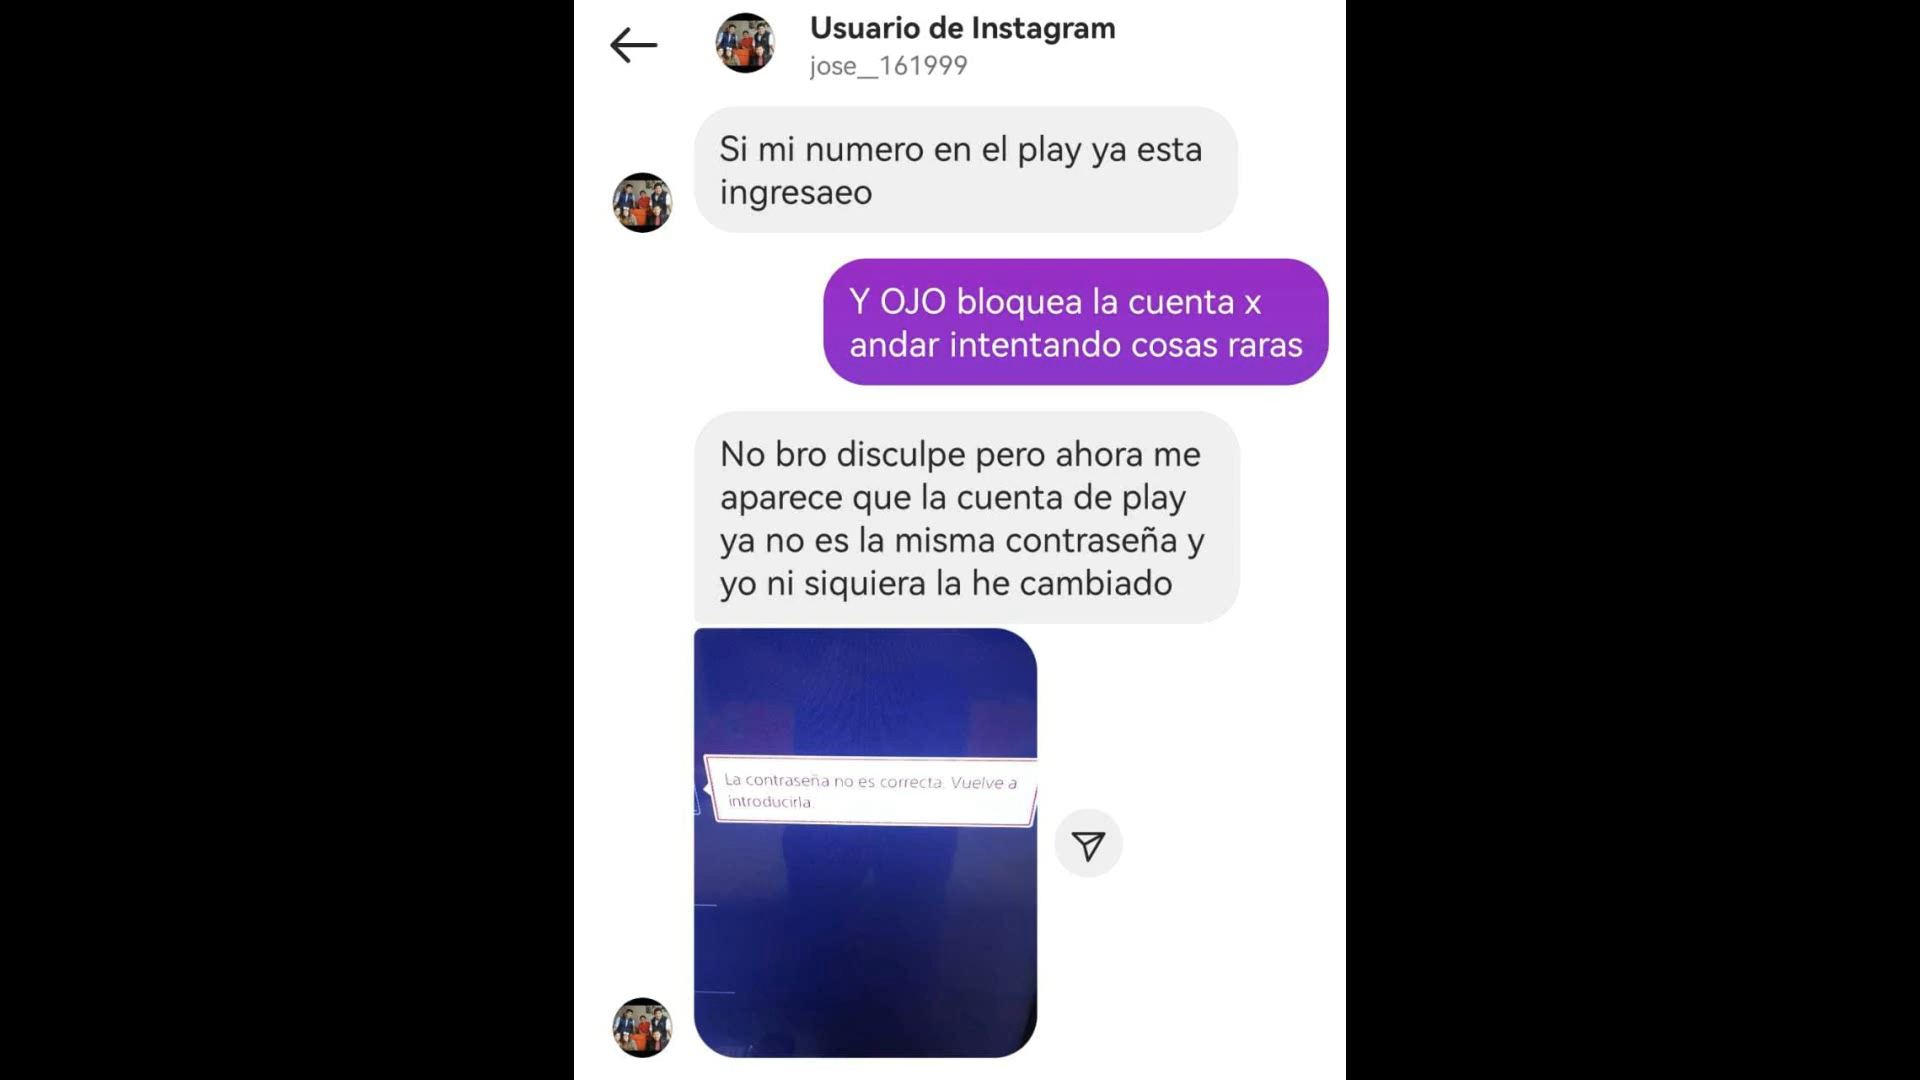 Usuario de Instagram
jose__161999
Si mi numero en el play ya esta
ingresaeo
Y OJO bloquea la cuenta x
andar intentando cosas raras
No bro disculpe pero ahora me
aparece que la cuenta de play
ya no es la misma contraseña y
yo ni siquiera la he cambiado
La contraseña no es correcta. Vuelve a
introducirla.